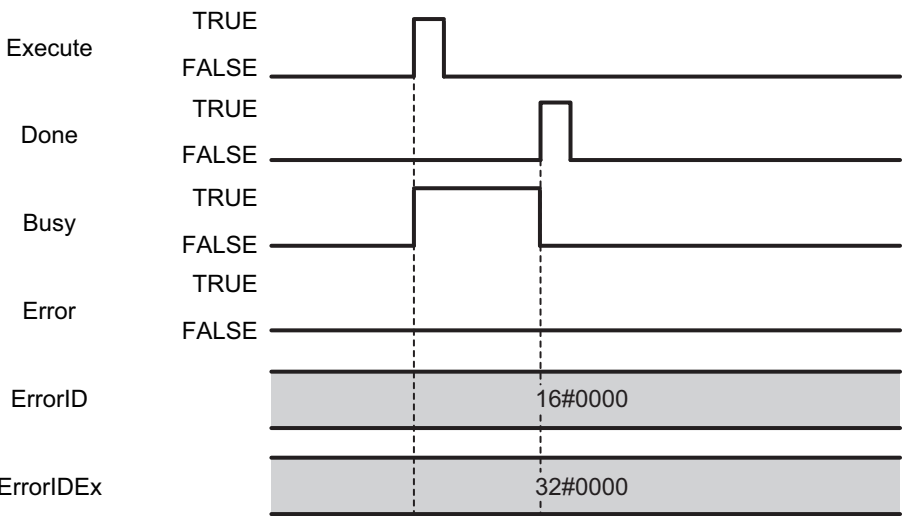 TRUE
Execute
FALSE
TRUE
Done
FALSE
TRUE
Busy
FALSE
TRUE
Error
FALSE
ErrorID 16#0000
ErrorIDEx 32#0000